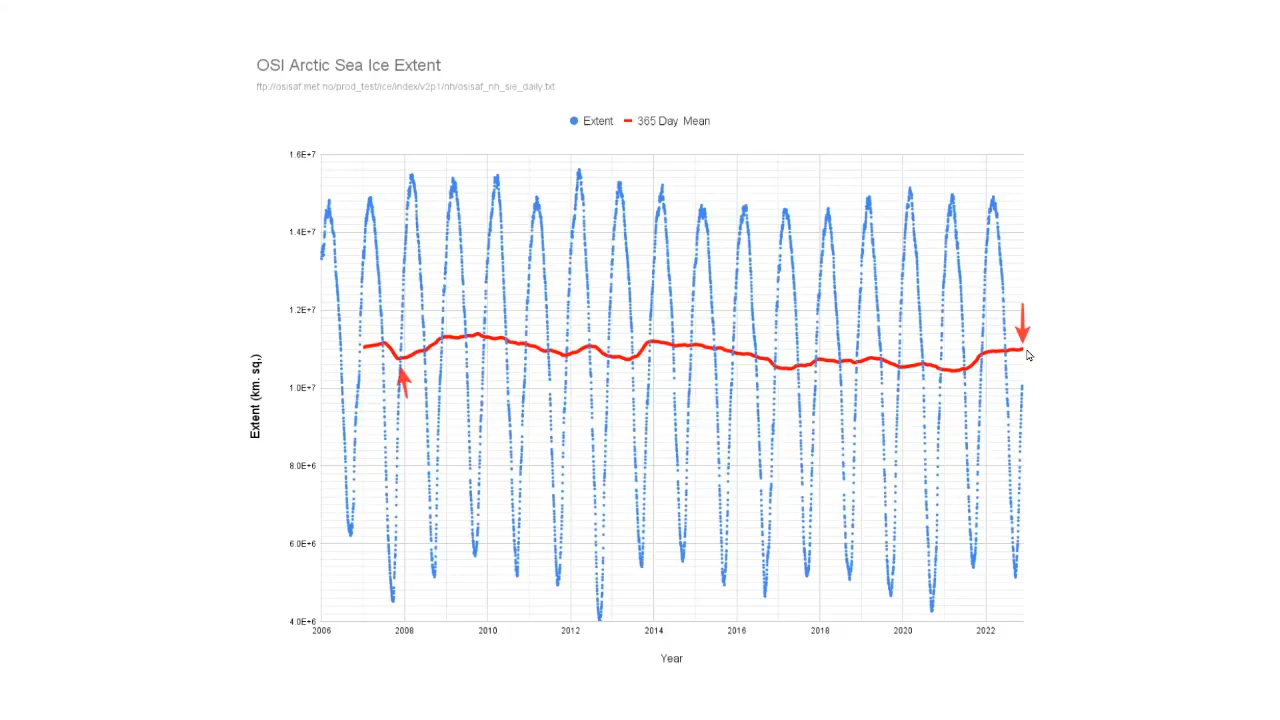 OSI Arctic Sea Ice Extent
ftp://osisaf.met.no/prod_test/ice/index/v2p1/nh/osisaf_nh_sie_daily.txt
Extent 365 Day Mean
1.6E+7
1.4E+7
1.2E+7
1.0E+7
8.0E+6
6.0E+6
4.0E+6
Extent (km. sq.)
2006 2008 2010 2012 2014 2016 2018 2020 2022
Year